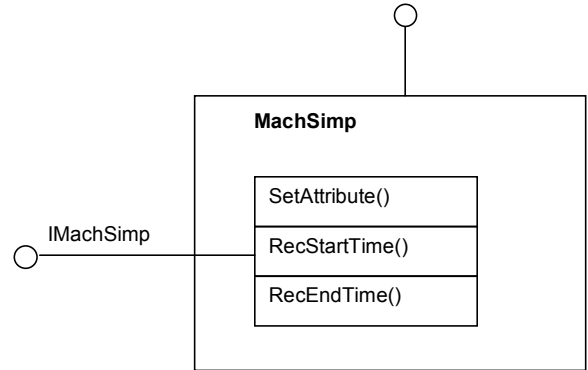 MachSimp
SetAttribute()
IMachSimp
RecStartTime()
RecEndTime()